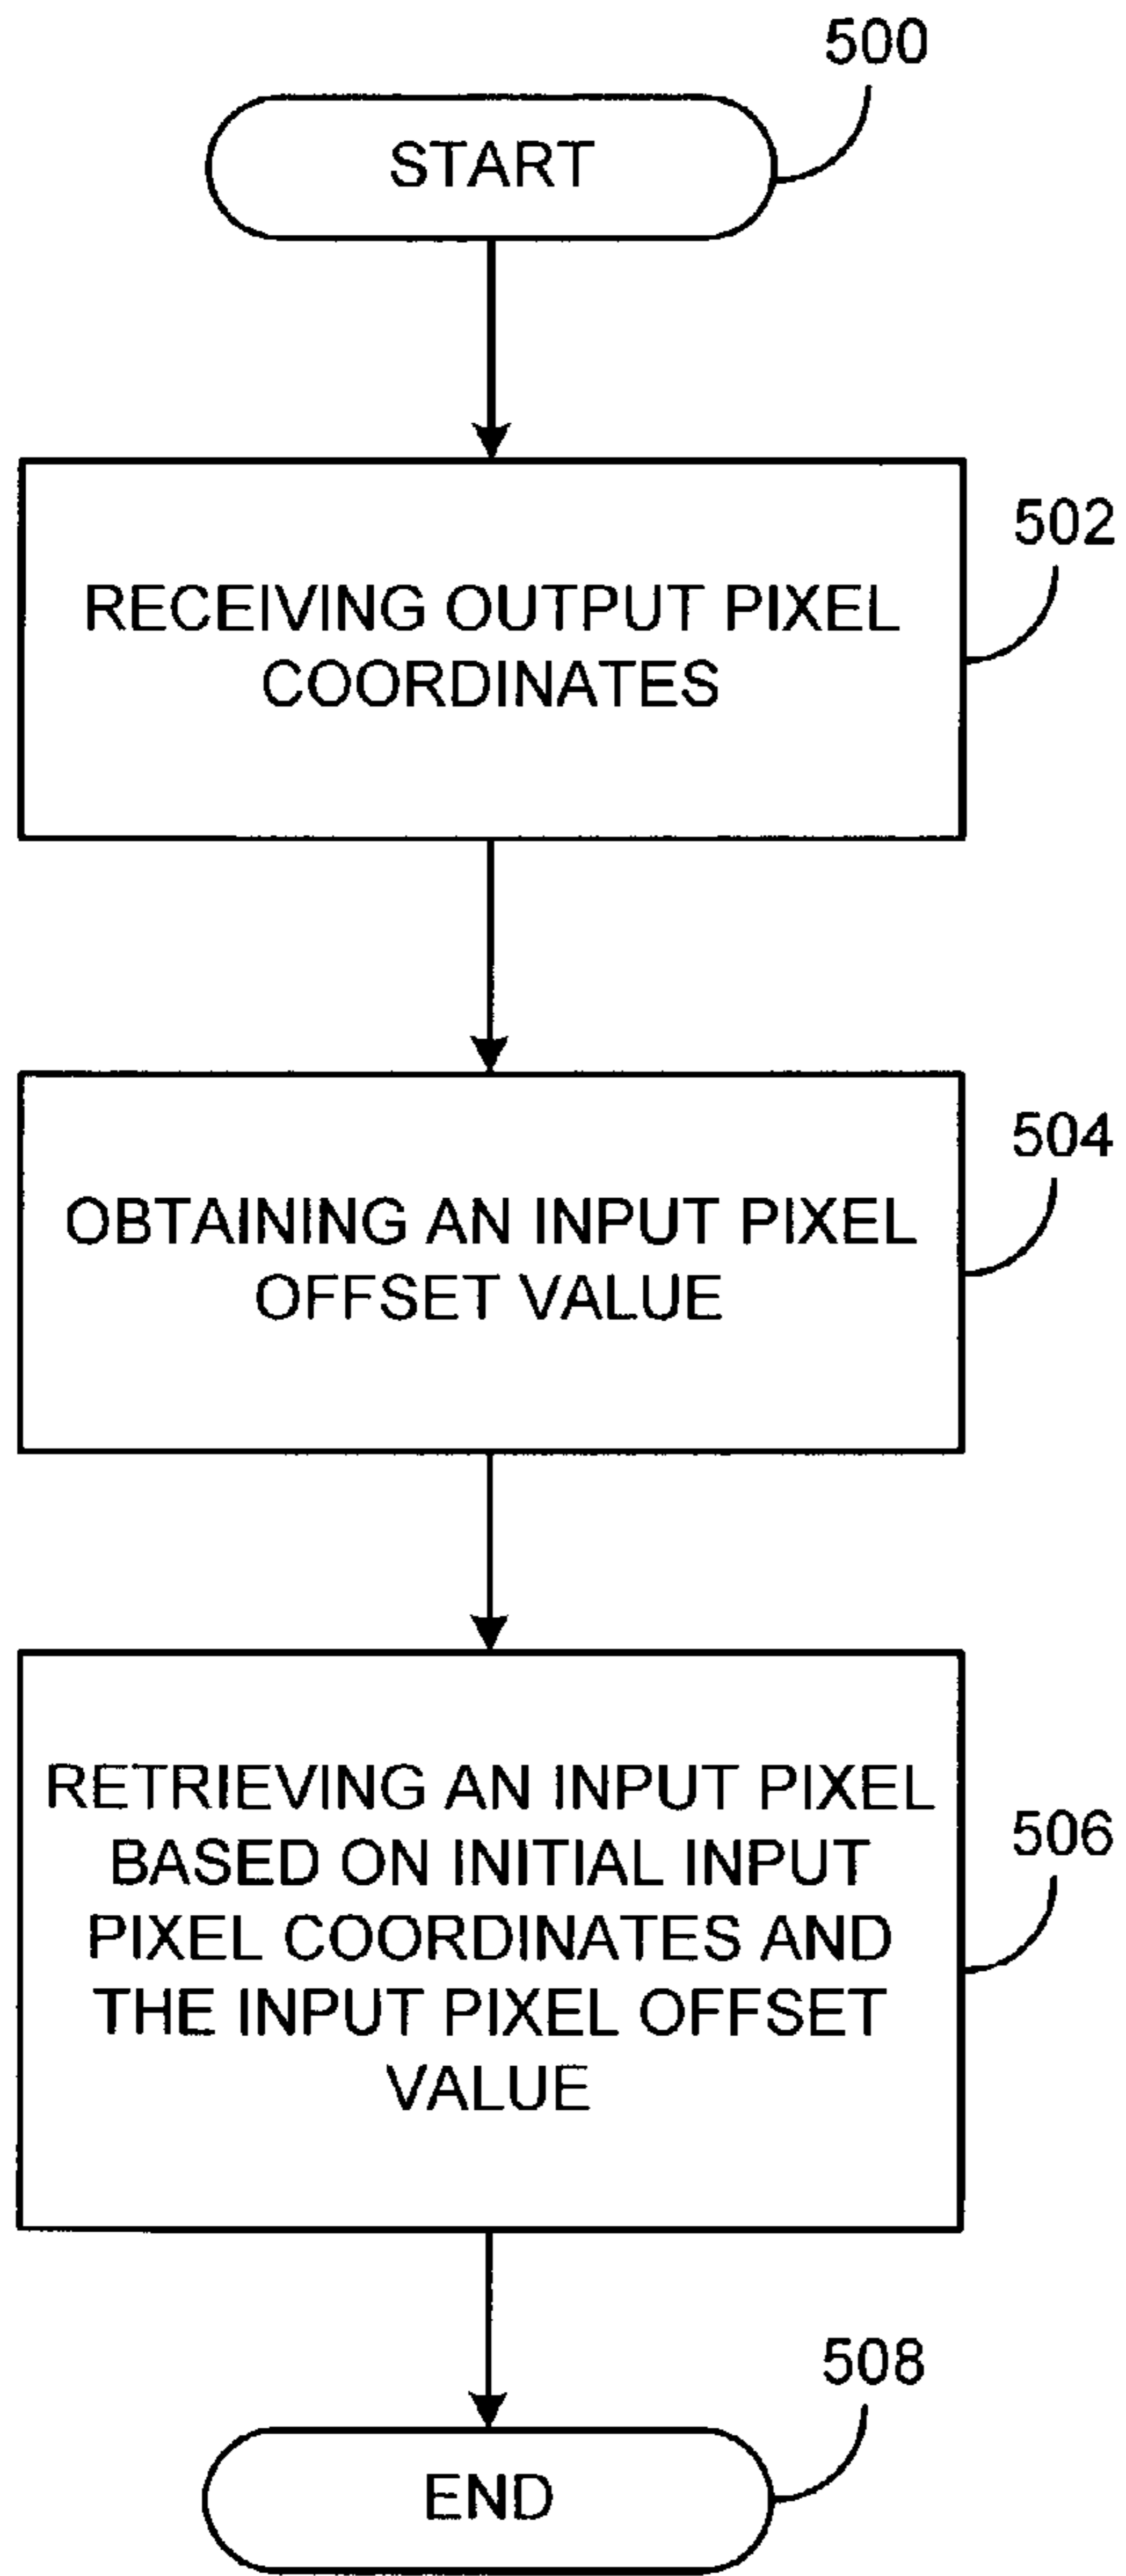 500
START
502
RECEIVING OUTPUT PIXEL
COORDINATES
504
OBTAINING AN INPUT PIXEL
OFFSET VALUE
506
RETRIEVING AN INPUT PIXEL
BASED ON INITIAL INPUT
PIXEL COORDINATES AND
THE INPUT PIXEL OFFSET
VALUE
508
END